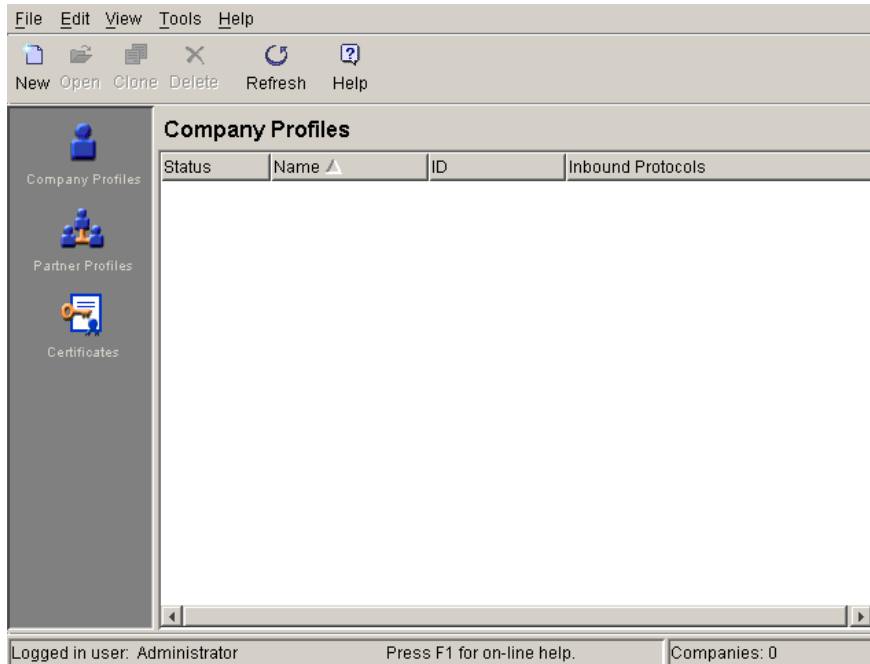 File Edit View Tools Help
New Open Clone Delete Refresh Help
Company Profiles
Partner Profiles
Certificates
Company Profiles
Status Name ID Inbound Protocols
Logged in user: Administrator Press F1 for on-line help. Companies: 0